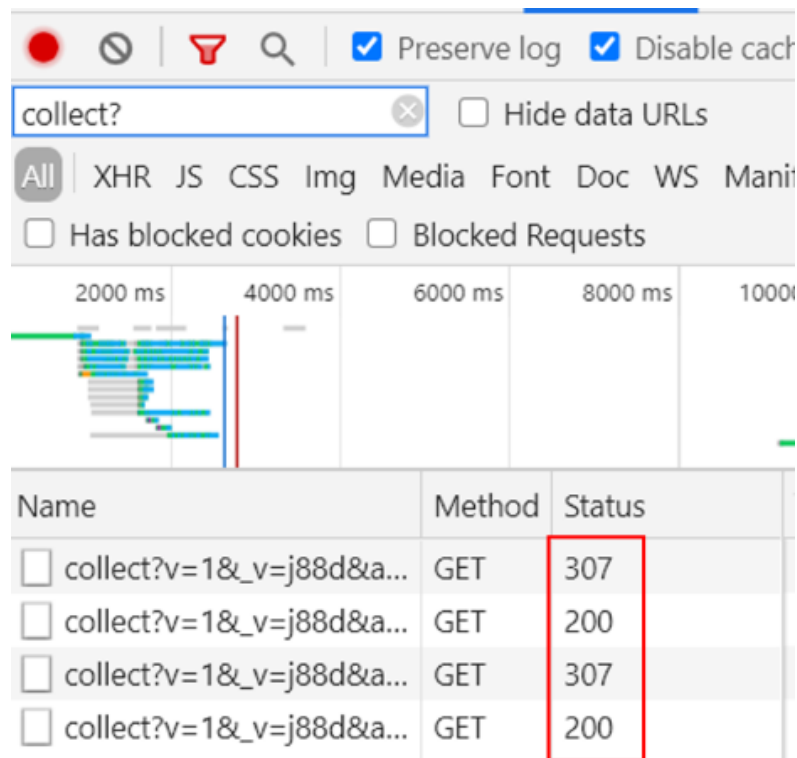 Preserve log Disable cach
collect? Hide data URLs
All XHR JS CSS Img Media Font Doc WS Manif
Has blocked cookies Blocked Requests
2000 ms 4000 ms 6000 ms 8000 ms 10000
Name Method Status
collect?v=1&_v=j88d&a... GET 307
collect?v=1&_v=j88d&a... GET 200
collect?v=1&_v=j88d&a... GET 307
collect?v=1&_v=j88d&a... GET 200